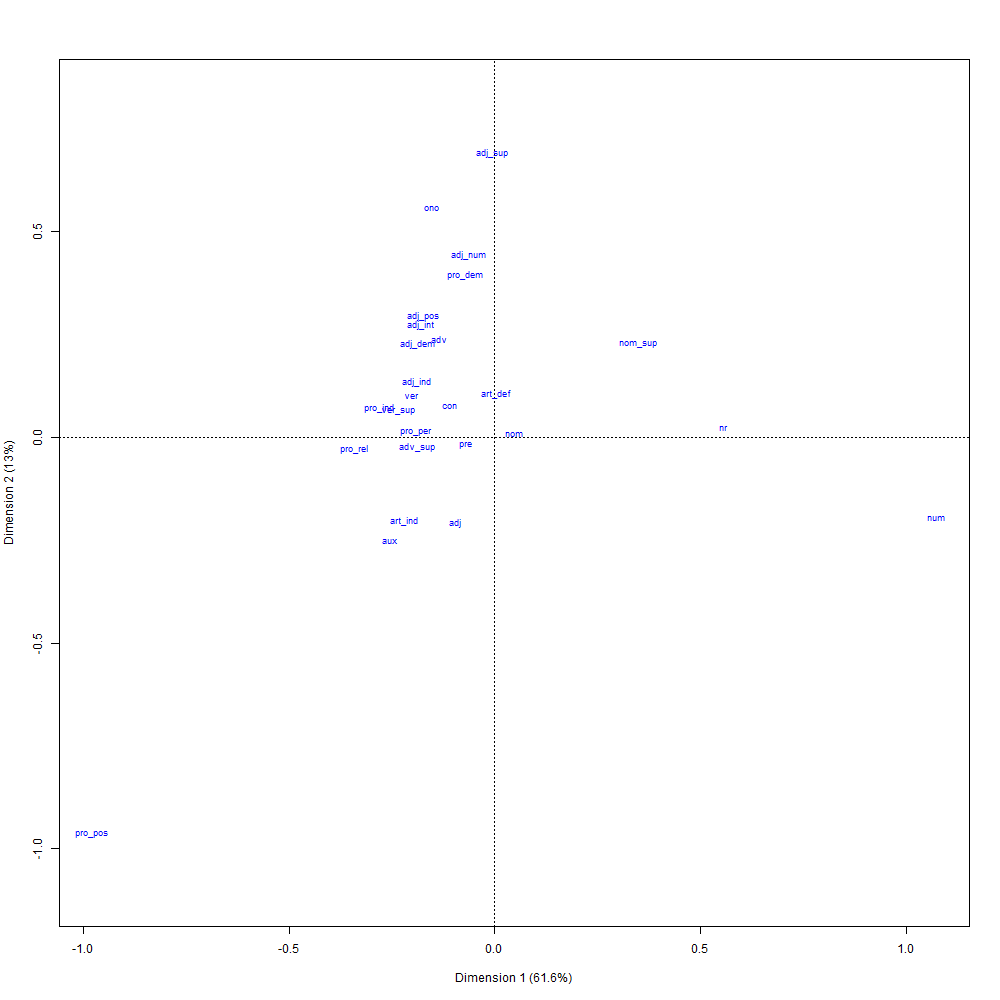 adj_sup
ono
0.5
adj_num
pro_dem
adj_pos
adj_int
adv
adj_dem
nom_sup
adj_ind
ver
art_def
pro_ind
ver_sup
con
nr
pro_per
nom
0.0
pre
adv_sup
pro_rel
num
art_ind
adj
aux
Dimension 2 (13%)
-0.5
pro_pos
-1.0
-1.0
-0.5
0.0
0.5
1.0
Dimension 1 (61.6%)